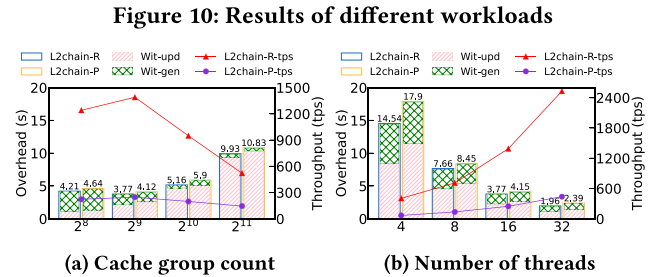 Figure 10: Results of different workloads
L2chain-R Wit-upd L2chain-R-tps
L2chain-P Wit-gen L2chain-P-tps
L2chain-R Wit-upd L2chain-R-tps
L2chain-P Wit-gen L2chain-P-tps
Overhead (s)
20
15
10
5
0
4,21 4,64
3,77 4,12
5,16 5,9
9,93 10,83
2^8 2^9 2^10 2^11
1500
1200
900
600
300
0
Throughput (tps)
(a) Cache group count
Overhead (s)
20
15
10
5
0
14,54 17,9
7,66 8,45
3,77 4,15
1,96 2,39
4 8 16 32
2400
1800
1200
600
0
Throughput (tps)
(b) Number of threads